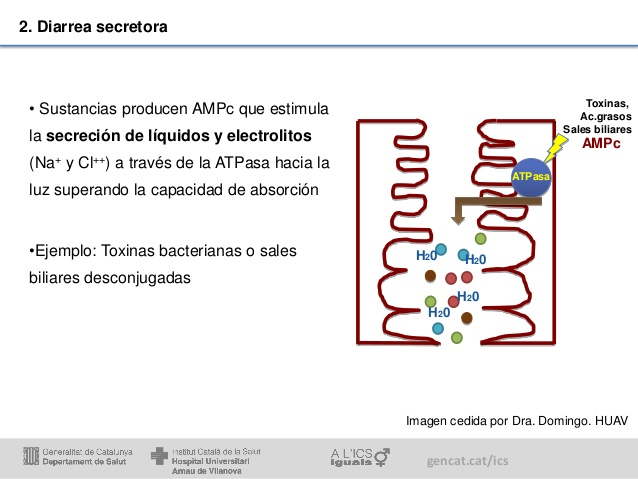 2. Diarrea secretora
• Sustancias producen AMPc que estimula
la secreción de líquidos y electrolitos
(Na⁺ y Cl⁺⁺) a través de la ATPasa hacia la
luz superando la capacidad de absorción
•Ejemplo: Toxinas bacterianas o sales
biliares desconjugadas
Toxinas,
Ac.grasos
Sales biliares
AMPc
ATPasa
H20
H20
H20
H20
Imagen cedida por Dra. Domingo. HUAV
Generalitat de Catalunya
Departament de Salut
Institut Català de la Salut
Hospital Universitari
Arnau de Vilanova
A L'ICS
iguals
gencat.cat/ics